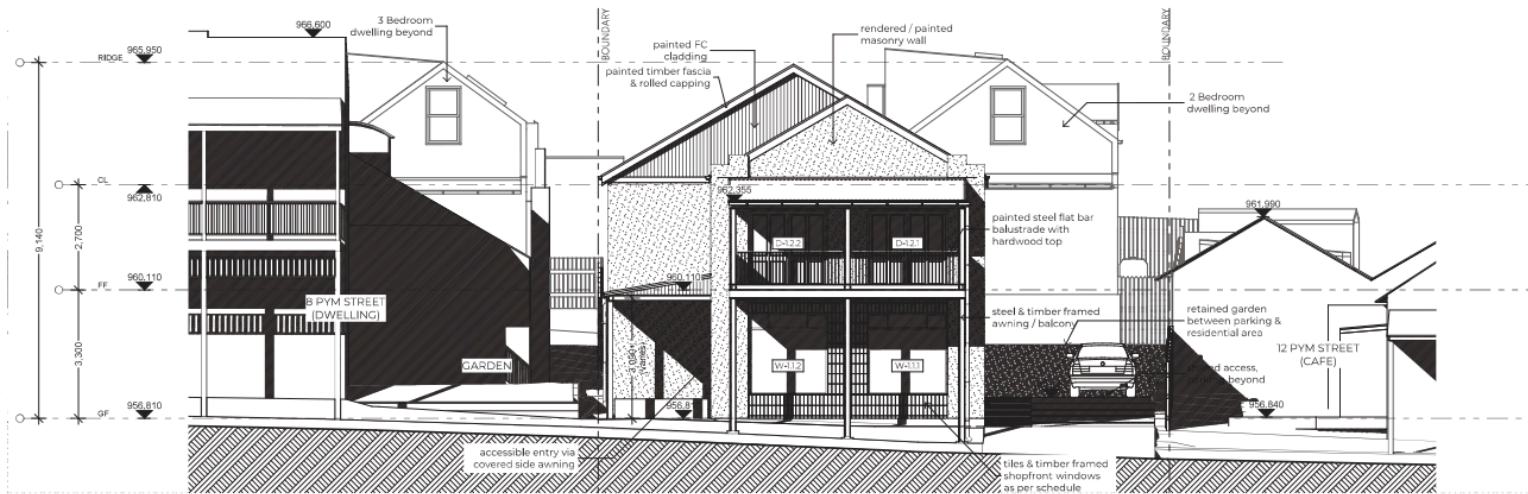 966,600
3 Bedroom
dwelling beyond
BOUNDARY
rendered / painted
masonry wall
BOUNDARY
965,950
RIDGE
painted FC
cladding
painted timber fascia
& rolled capping
2 Bedroom
dwelling beyond
CL
962,810
962,355
961,990
painted steel flat bar
balustrade with
hardwood top
D-1.2.2
D-1.2.1
9,140
2,700
960,110
FF
960,110
8 PYM STREET
(DWELLING)
steel & timber framed
awning / balcony
retained garden
between parking &
residential area
3,300
GARDEN
W-1.1.2
W-1.1.1
12 PYM STREET
(CAFE)
access,
beyond
956,810
GF
956,81
956,840
accessible entry via
covered side awning
tiles & timber framed
shopfront windows
as per schedule